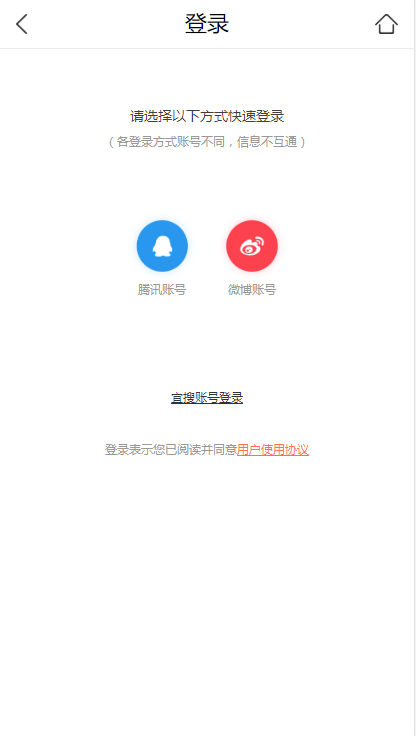 登录
请选择以下方式快速登录
（各登录方式账号不同，信息不互通）
腾讯账号 微博账号
宜搜账号登录
登录表示您已阅读并同意用户使用协议